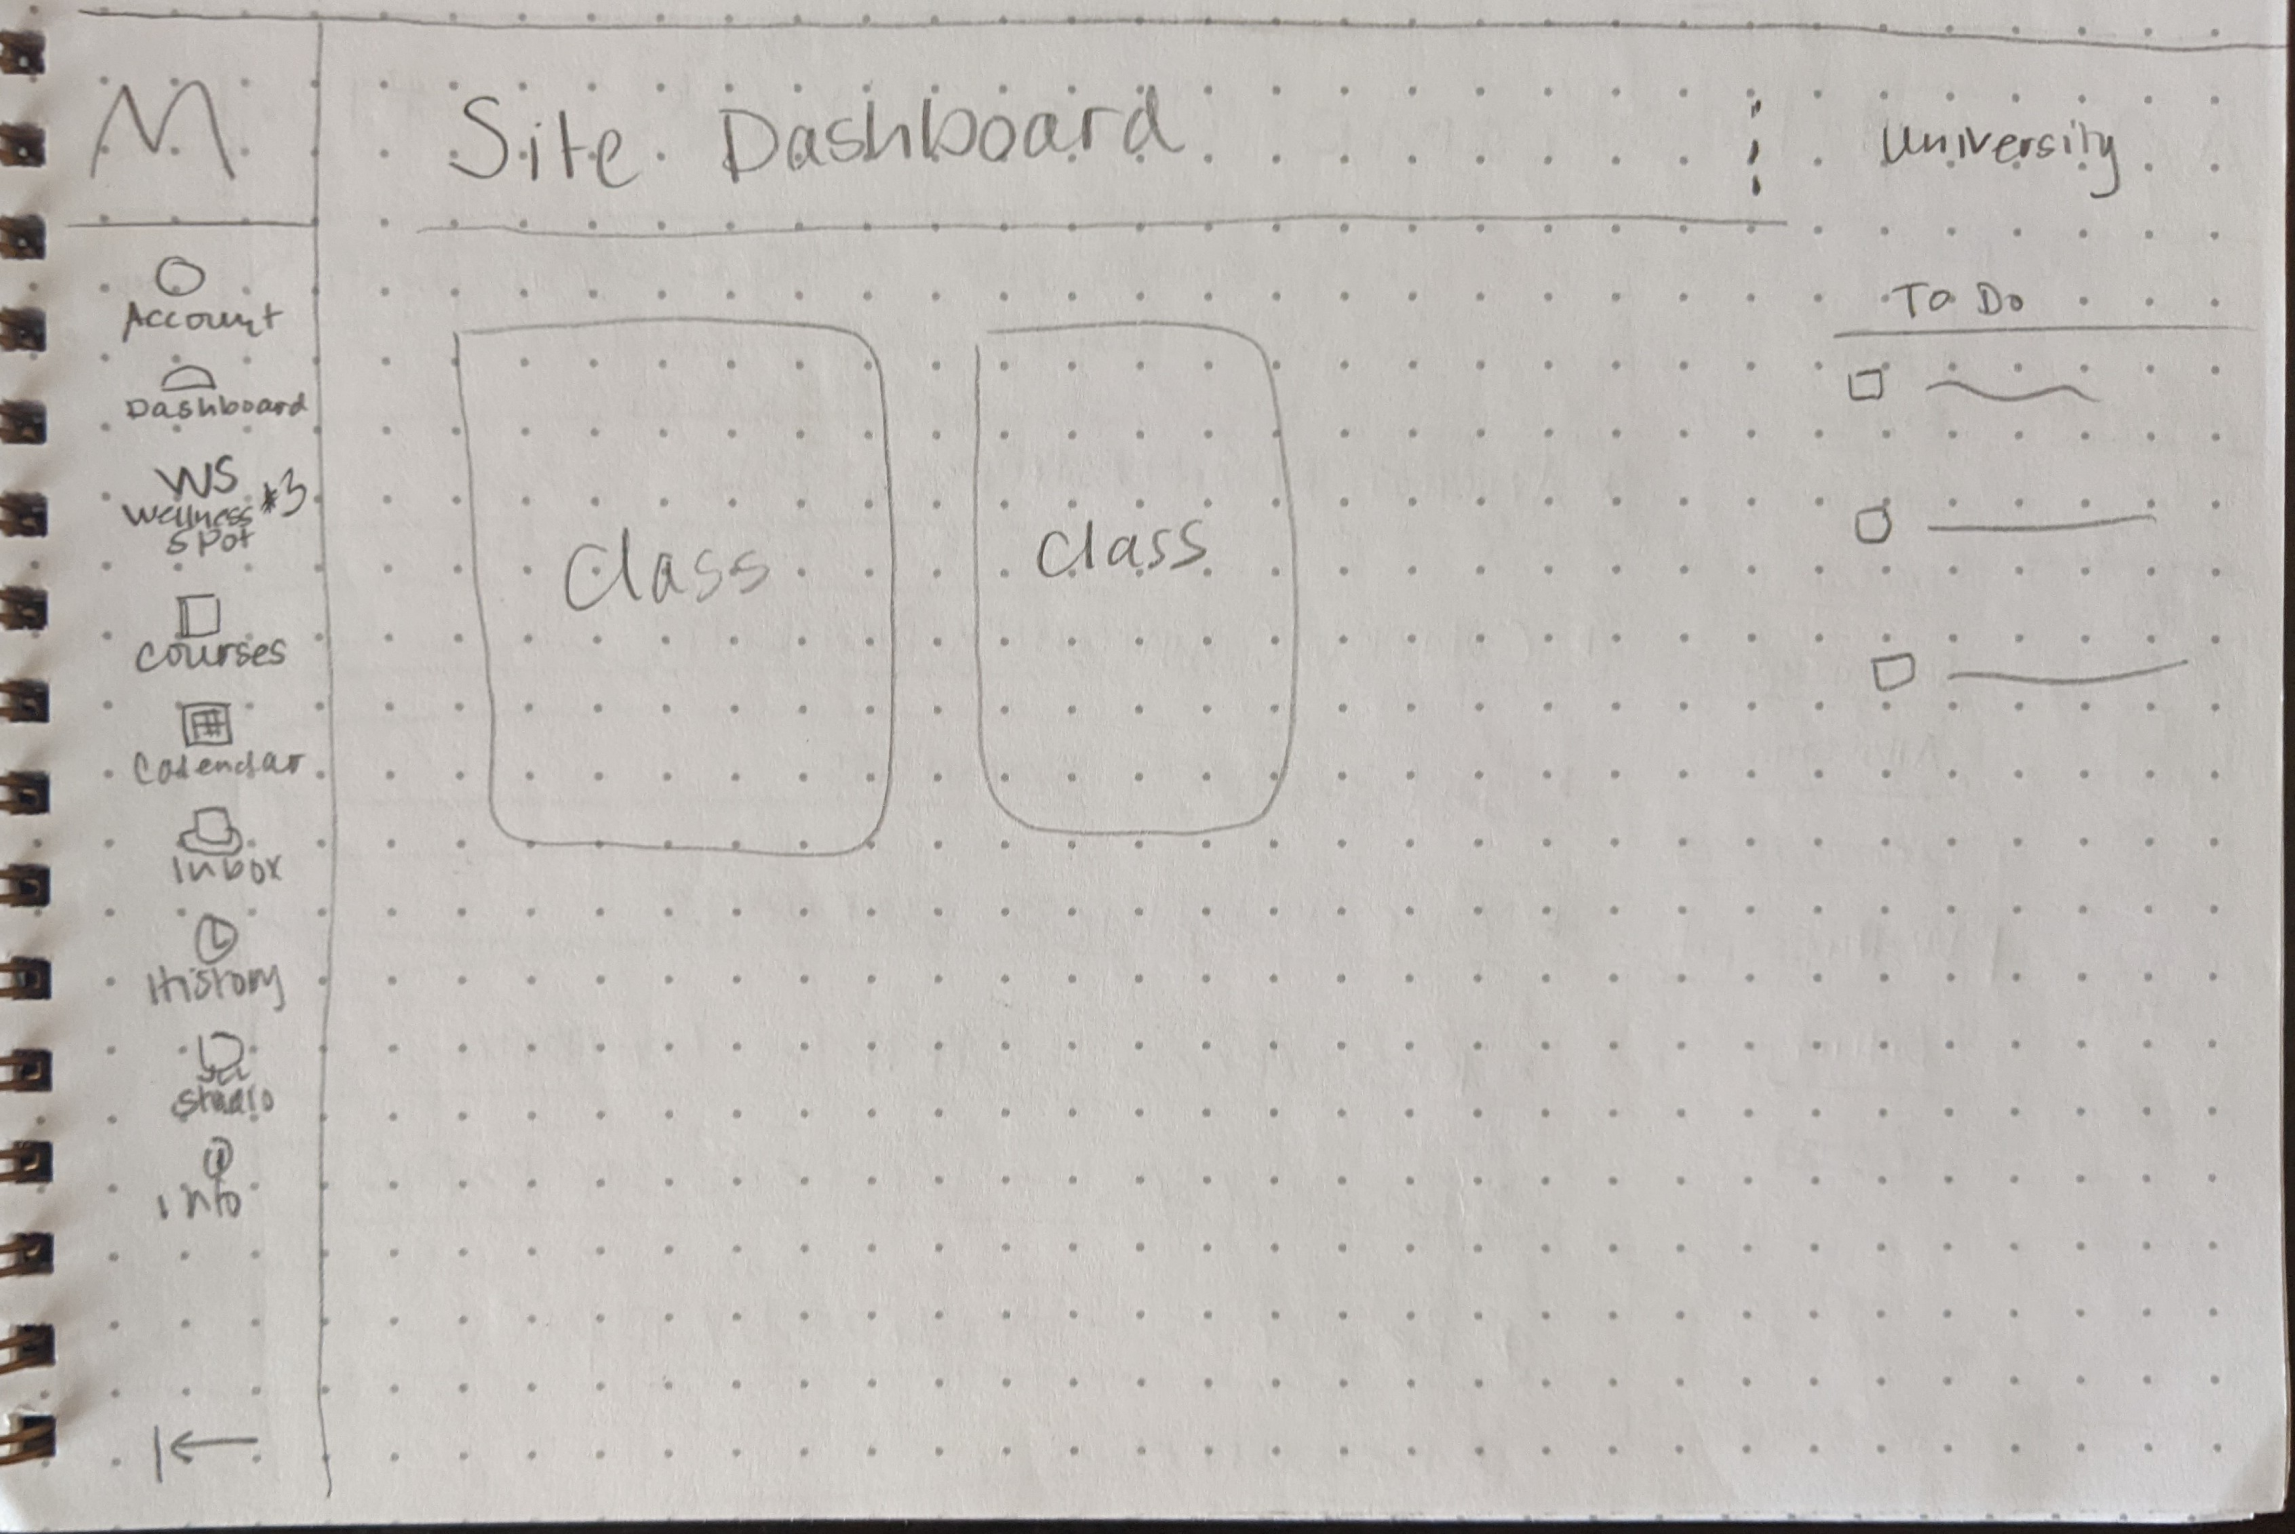 M
Site Dashboard
University
Account
Dashboard
WS
Wellness *3
Spot
Courses
Calendar
Inbox
History
Studio
Info
Class
Class
To Do